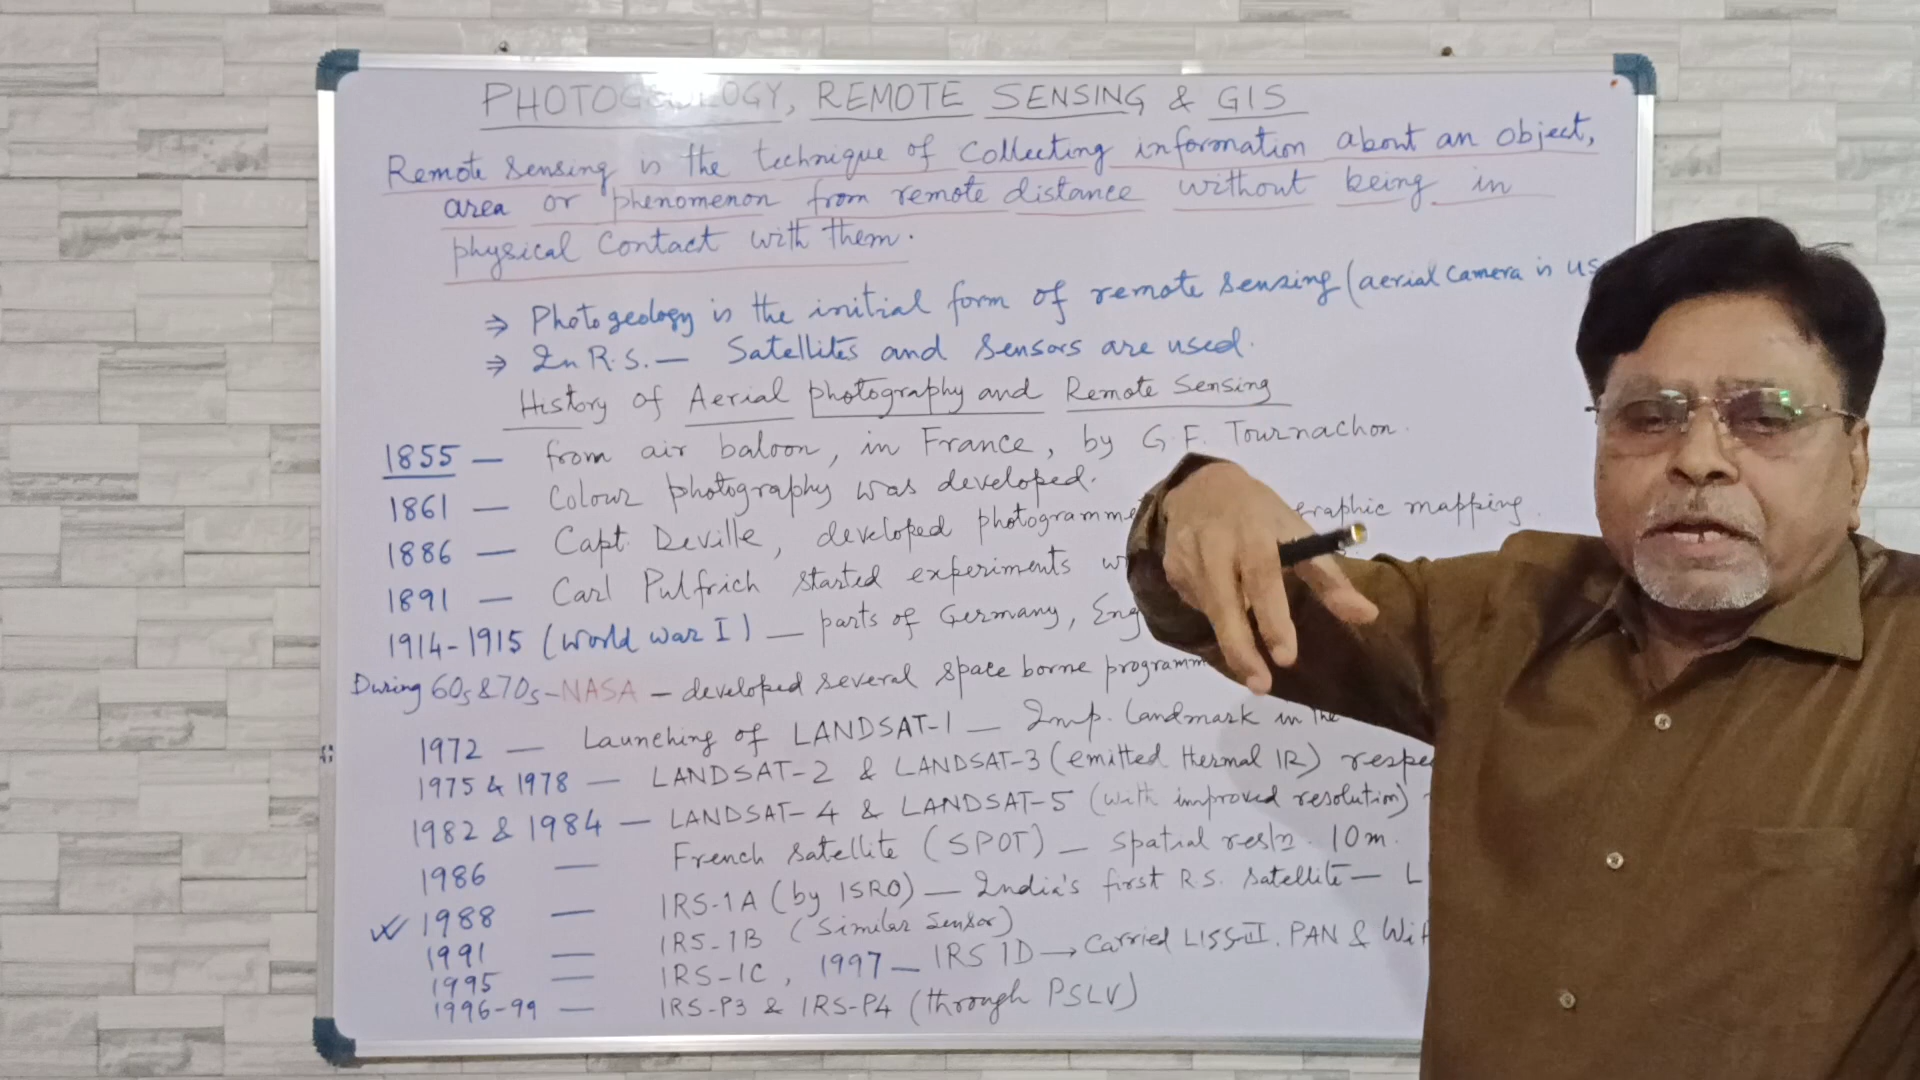 PHOTOGEOLOGY, REMOTE SENSING & GIS
Remote Sensing is the technique of Collecting information about an object,
area or phenomenon from remote distance without being in
physical Contact with them.
⇒ Photogeology is the initial form of remote Sensing (aerial Camera is us
⇒ In R.S. — Satellites and Sensors are used.
History of Aerial photography and Remote Sensing
1855 — from air baloon, in France, by G.F. Tournachon.
1861 — Colour photography was developed.
1886 — Capt. Deville, developed photogramme graphic mapping.
1891 — Carl Pulfrich started experiments
1914-1915 (World War I) — parts of Germany, Eng
During 60s & 70s - NASA — developed several space borne programm
1972 — Launching of LANDSAT-1 — Imp. Landmark in the
1975 & 1978 — LANDSAT-2 & LANDSAT-3 (emitted thermal IR) respe
1982 & 1984 — LANDSAT-4 & LANDSAT-5 (with improved resolution)
1986 — French Satellite (SPOT) — Spatial resln. 10m.
1988 — IRS-1A (by ISRO) — India's first R.S. Satellite — L
1991 — IRS-1B (Similar Sensor)
1995 — IRS-1C, 1997 — IRS 1D → Carried LISS-II. PAN & Wi
1996-99 — IRS-P3 & IRS-P4 (through PSLV)